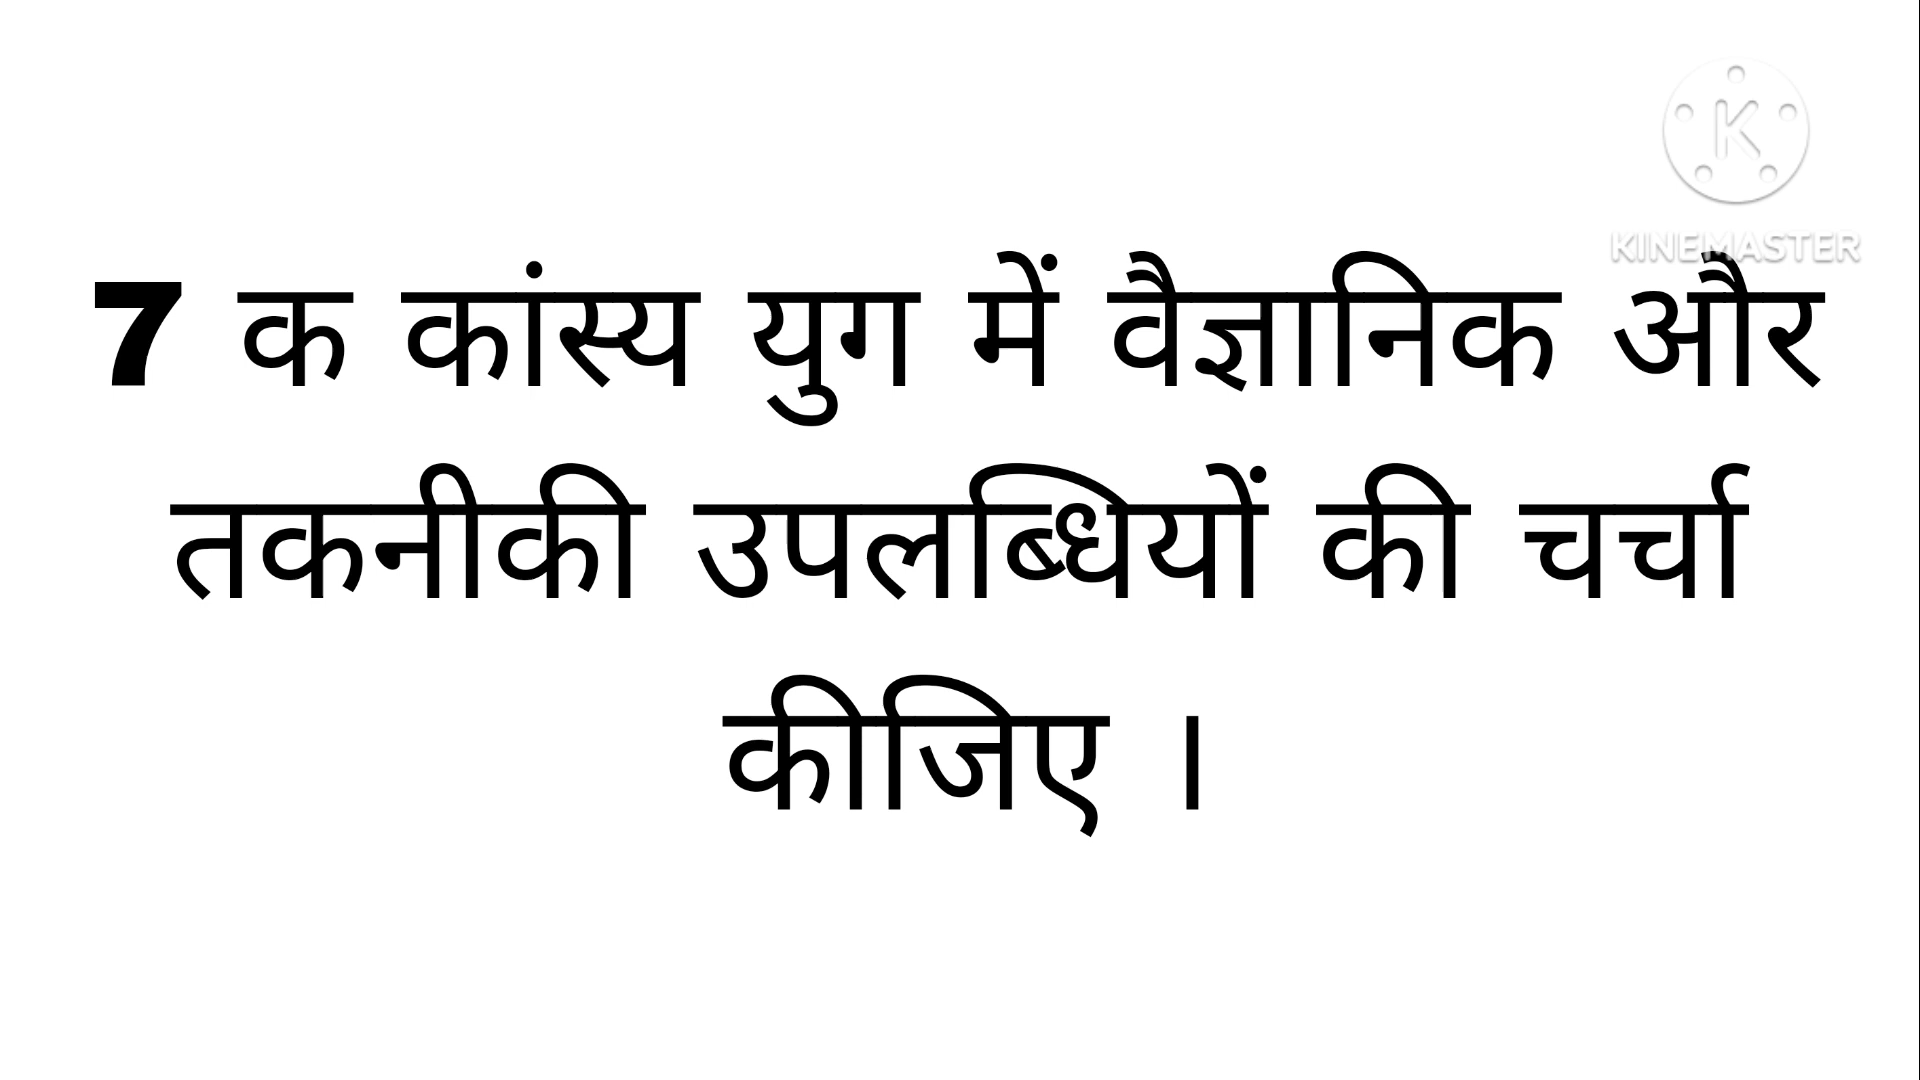 K
KINEMASTER
7 क कांस्य युग में वैज्ञानिक और
तकनीकी उपलब्धियों की चर्चा
कीजिए ।